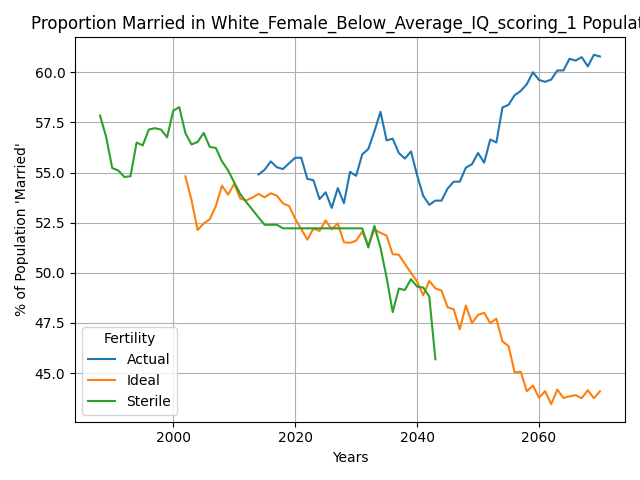 Proportion Married in White_Female_Below_Average_IQ_scoring_1 Populat
% of Population 'Married'
60.0
57.5
55.0
52.5
50.0
47.5
45.0
Fertility
Actual
Ideal
Sterile
2000 2020 2040 2060
Years